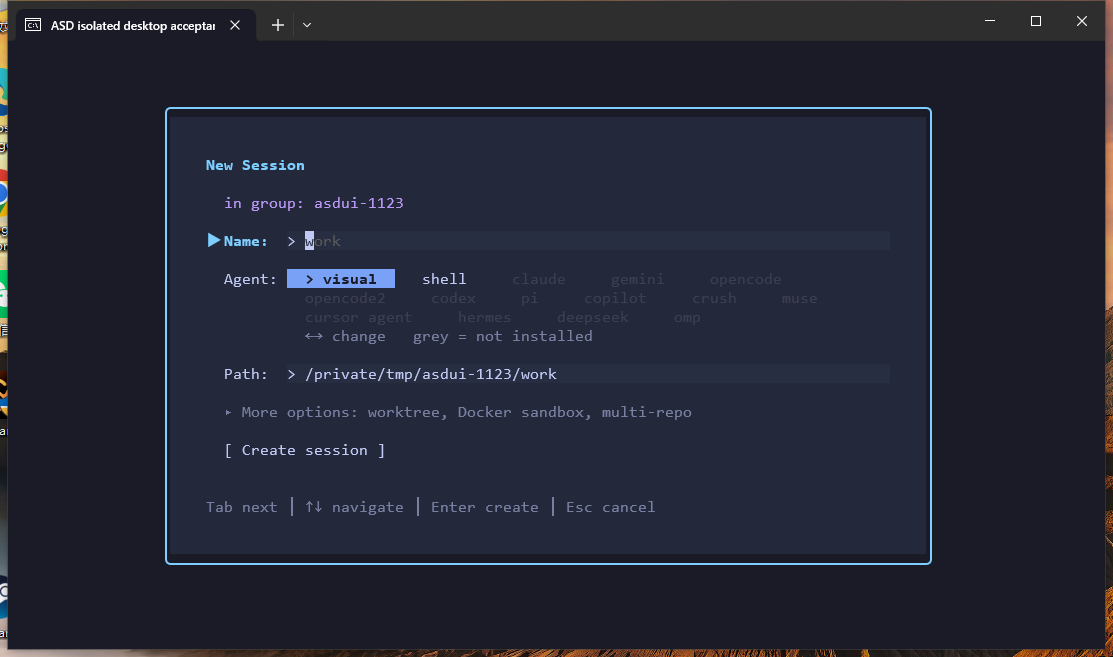 ASD isolated desktop acceptar
New Session
in group: asdui-1123
▶Name: > work
Agent: > visual shell claude gemini opencode
opencode2 codex pi copilot crush muse
cursor agent hermes deepseek omp
↔ change grey = not installed
Path: > /private/tmp/asdui-1123/work
▸ More options: worktree, Docker sandbox, multi-repo
[ Create session ]
Tab next │ ↑↓ navigate │ Enter create │ Esc cancel